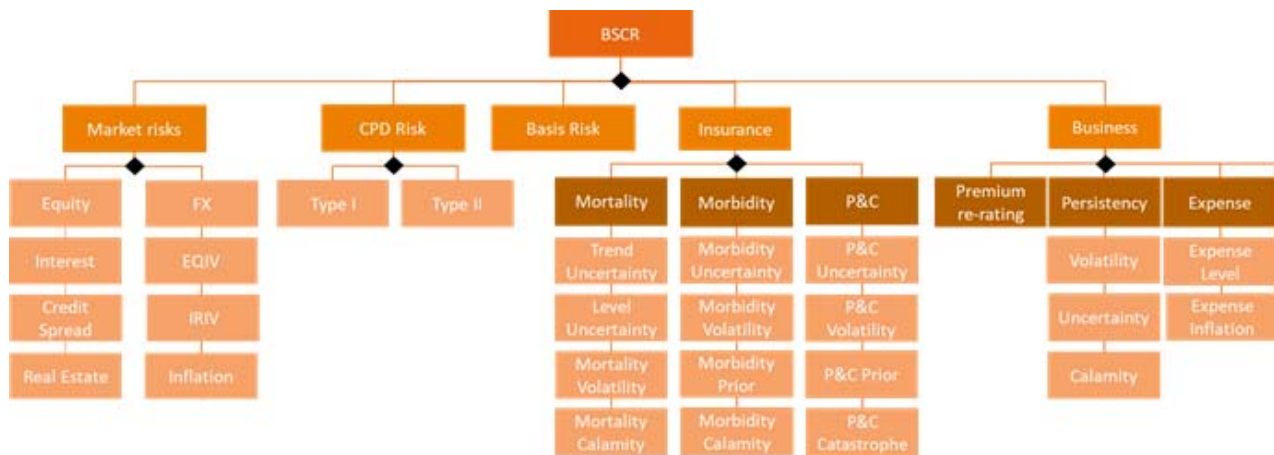 BSCR
Market risks
CPD Risk
Basis Risk
Insurance
Business
Equity
FX
Type I
Type II
Mortality
Morbidity
P&C
Premium
re-rating
Persistency
Expense
Interest
EQIV
Trend
Uncertainty
Morbidity
Uncertainty
P&C
Uncertainty
Volatility
Expense
Level
Credit
Spread
IRIV
Level
Uncertainty
Morbidity
Volatility
P&C
Volatility
Uncertainty
Expense
Inflation
Real Estate
Inflation
Mortality
Volatility
Morbidity
Prior
P&C Prior
Calamity
Mortality
Calamity
Morbidity
Calamity
P&C
Catastrophe